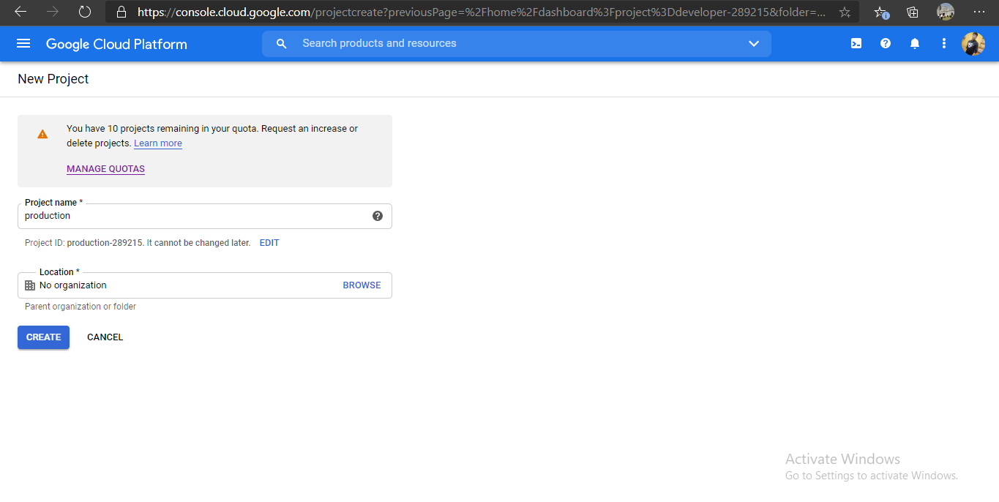 https://console.cloud.google.com/projectcreate?previousPage=%2Fhome%2Fdashboard%3Fproject%3Ddeveloper-289215&folder=...
Google Cloud Platform
Search products and resources
New Project
You have 10 projects remaining in your quota. Request an increase or
delete projects. Learn more
MANAGE QUOTAS
Project name *
production
Project ID: production-289215. It cannot be changed later. EDIT
Location *
No organization BROWSE
Parent organization or folder
CREATE CANCEL
Activate Windows
Go to Settings to activate Windows.